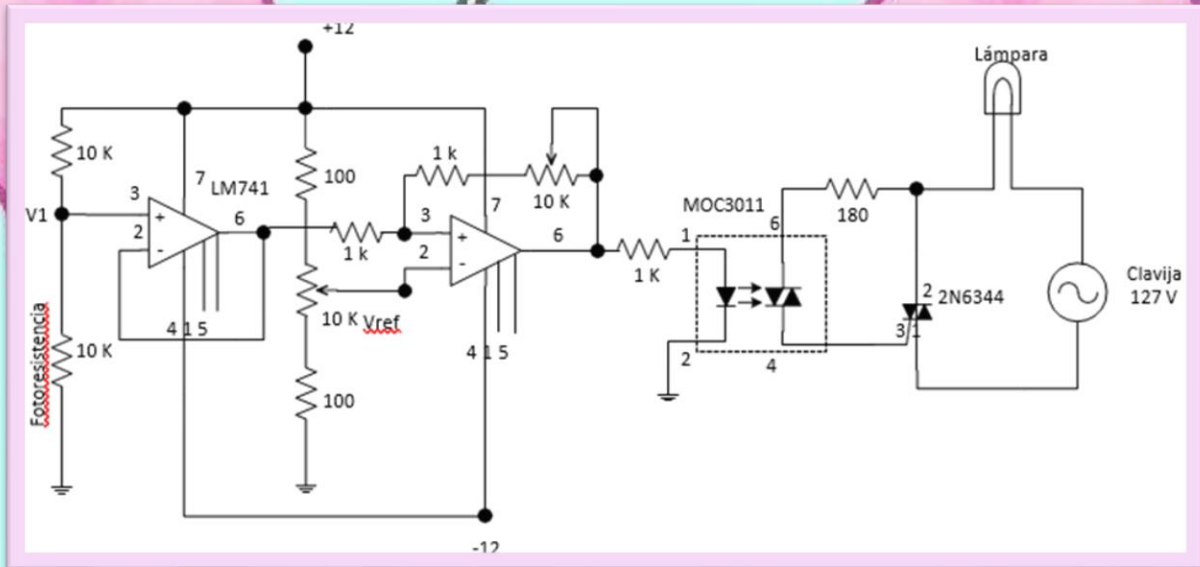 +12
Lámpara
10 K
7
LM741
100
1 k
10 K
7
3
V1
2
6
1 k
3
2
6
1 K
MOC3011
1
6
180
2
2N6344
Clavija
127 V
10 K Vref
3
1
4 1 5
Fotoresistencia
10 K
4 1 5
2
4
100
-12